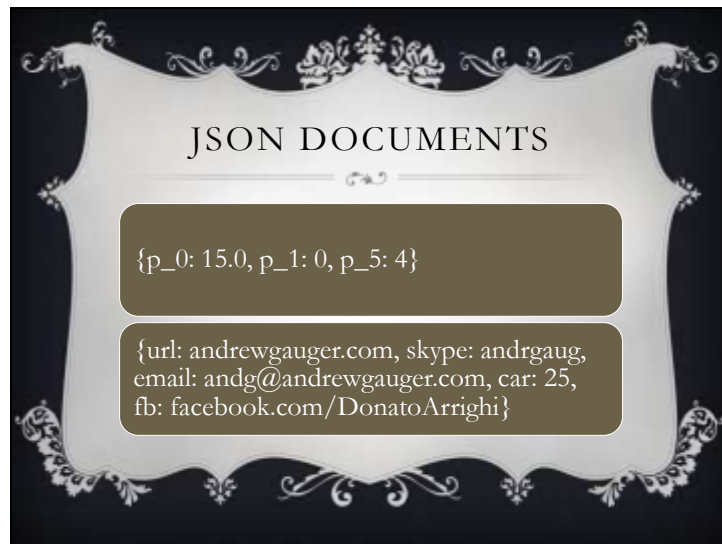 JSON DOCUMENTS
{p_0: 15.0, p_1: 0, p_5: 4}
{url: andrewgauger.com, skype: andrgaug,
email: andg@andrewgauger.com, car: 25,
fb: facebook.com/DonatoArrighi}